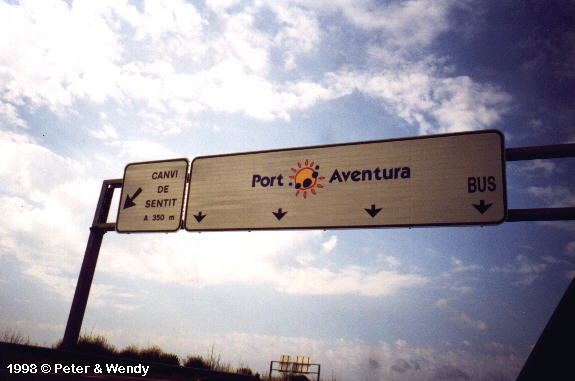 CANVI
DE
SENTIT
A 350 m
Port Aventura
BUS
1998 © Peter & Wendy